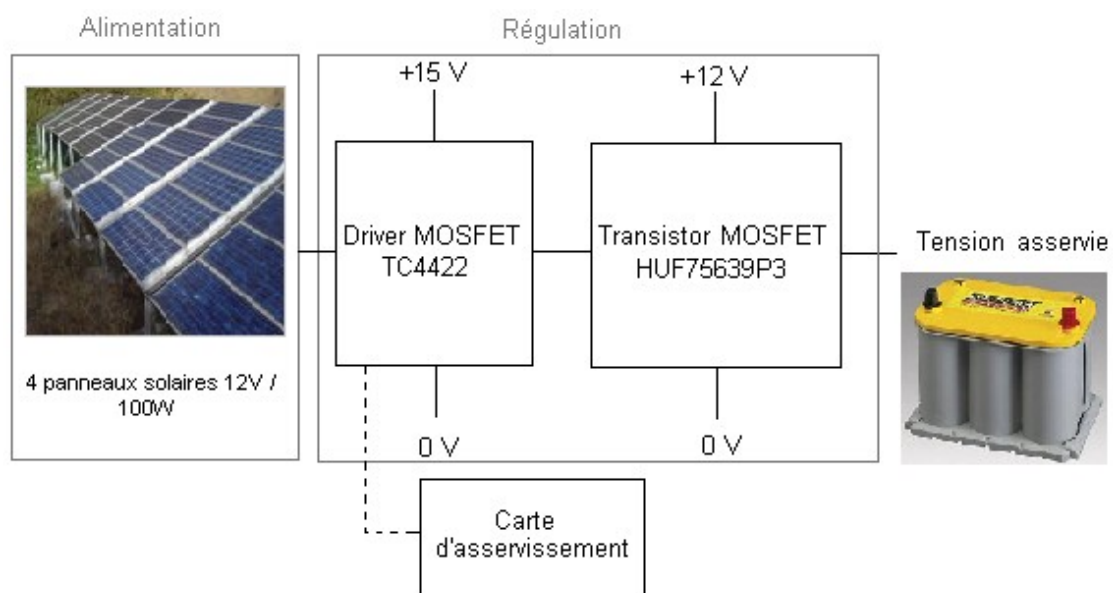 Alimentation
Régulation
+15 V
+12 V
Driver MOSFET
TC4422
Transistor MOSFET
HUF75639P3
Tension asservie
4 panneaux solaires 12V /
100W
0 V
0 V
Carte
d'asservissement